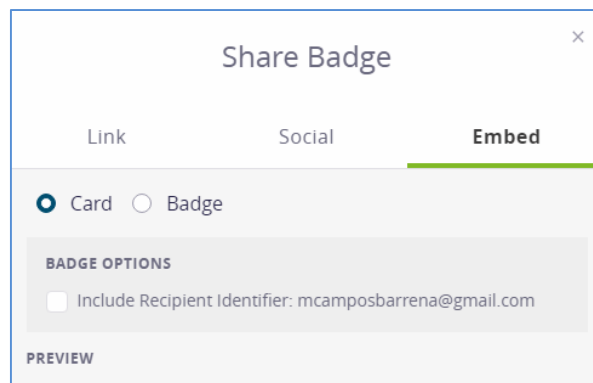 ×
Share Badge
Link Social Embed
Card Badge
BADGE OPTIONS
Include Recipient Identifier: mcamposbarrena@gmail.com
PREVIEW